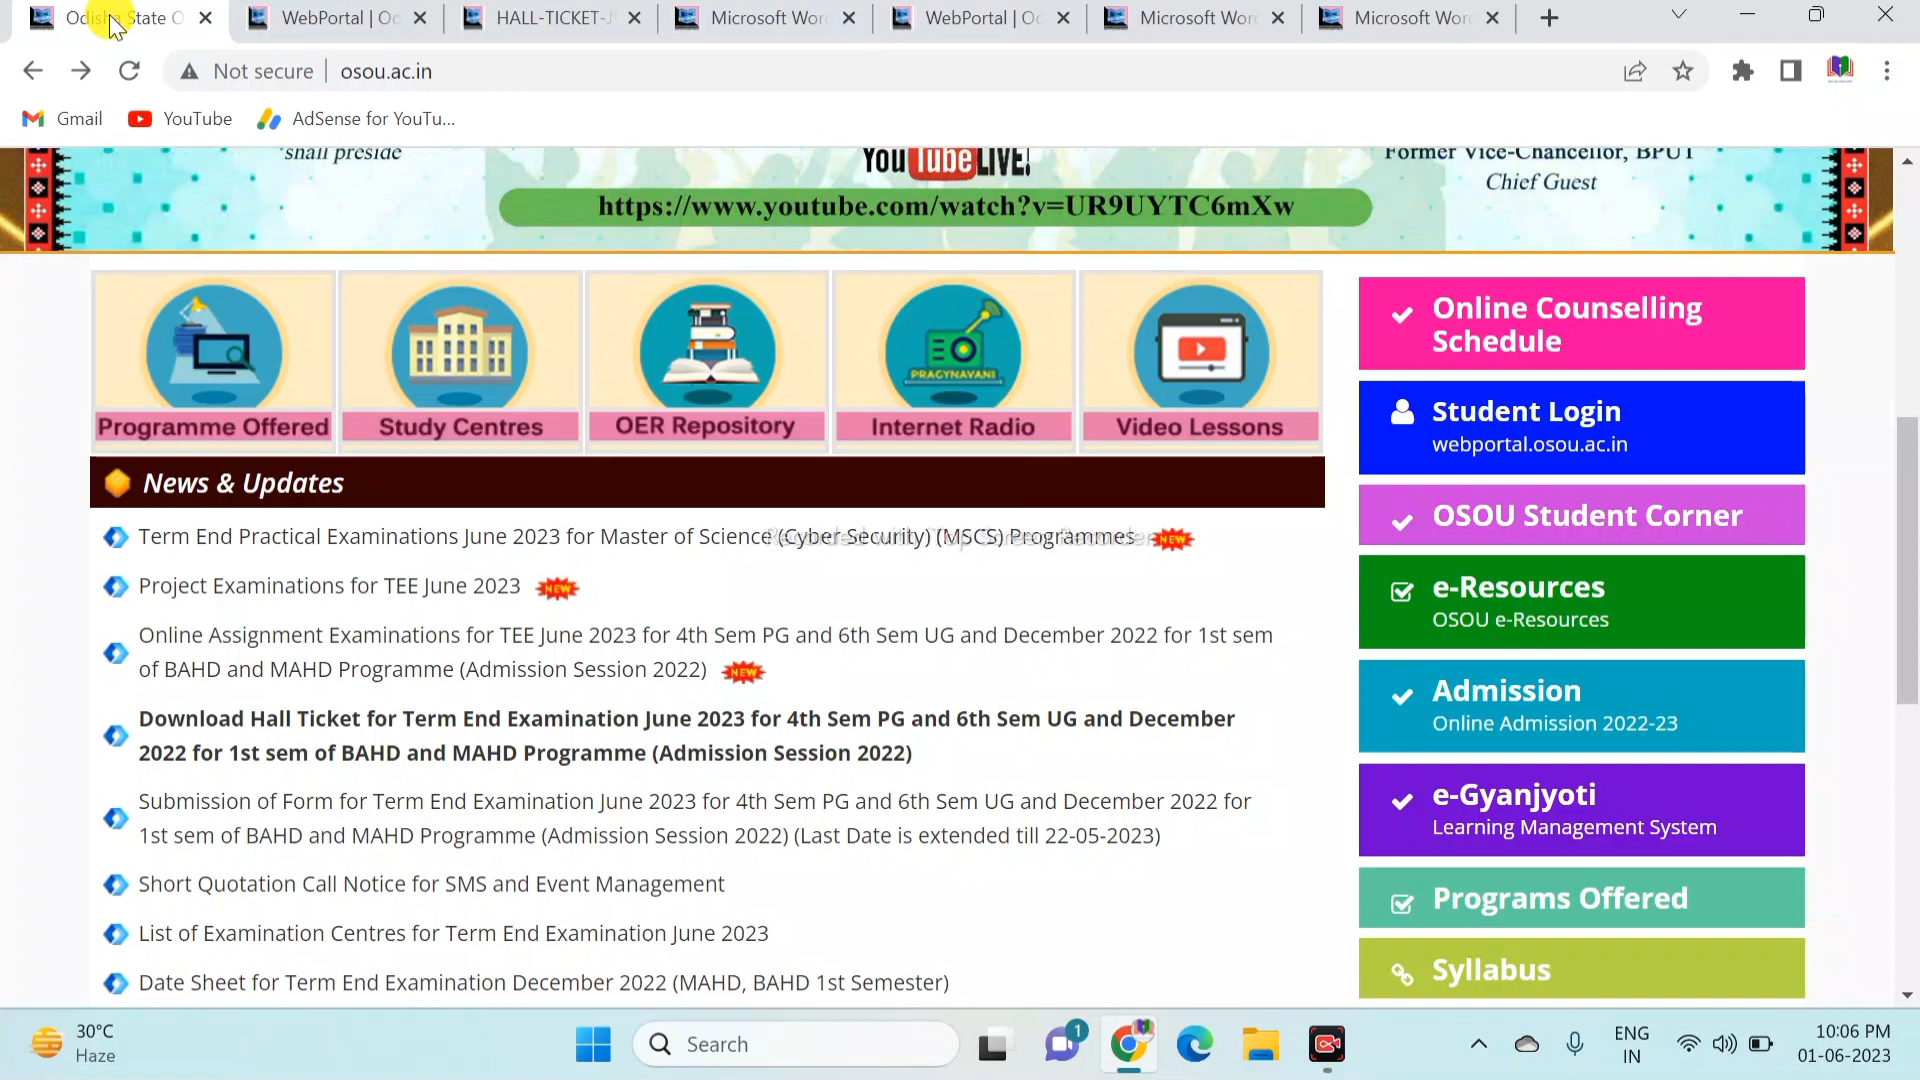 Odisha State O
WebPortal | Od
HALL-TICKET-J
Microsoft Wor
WebPortal | Od
Microsoft Wor
Microsoft Wor
Not secure
osou.ac.in
Gmail
YouTube
AdSense for YouTu...
shall preside
YouTube LIVE!
Former Vice-Chancellor, BPUT
Chief Guest
https://www.youtube.com/watch?v=UR9UYTC6mXw
Programme Offered
Study Centres
OER Repository
PRAGYNAVANI
Internet Radio
Video Lessons
News & Updates
Term End Practical Examinations June 2023 for Master of Science (Cyber Security) (MSCS) Programmes NEW
Project Examinations for TEE June 2023 NEW
Online Assignment Examinations for TEE June 2023 for 4th Sem PG and 6th Sem UG and December 2022 for 1st sem
of BAHD and MAHD Programme (Admission Session 2022) NEW
Download Hall Ticket for Term End Examination June 2023 for 4th Sem PG and 6th Sem UG and December
2022 for 1st sem of BAHD and MAHD Programme (Admission Session 2022)
Submission of Form for Term End Examination June 2023 for 4th Sem PG and 6th Sem UG and December 2022 for
1st sem of BAHD and MAHD Programme (Admission Session 2022) (Last Date is extended till 22-05-2023)
Short Quotation Call Notice for SMS and Event Management
List of Examination Centres for Term End Examination June 2023
Date Sheet for Term End Examination December 2022 (MAHD, BAHD 1st Semester)
Online Counselling
Schedule
Student Login
webportal.osou.ac.in
OSOU Student Corner
e-Resources
OSOU e-Resources
Admission
Online Admission 2022-23
e-Gyanjyoti
Learning Management System
Programs Offered
Syllabus
30°C
Haze
Search
1
ENG
IN
10:06 PM
01-06-2023